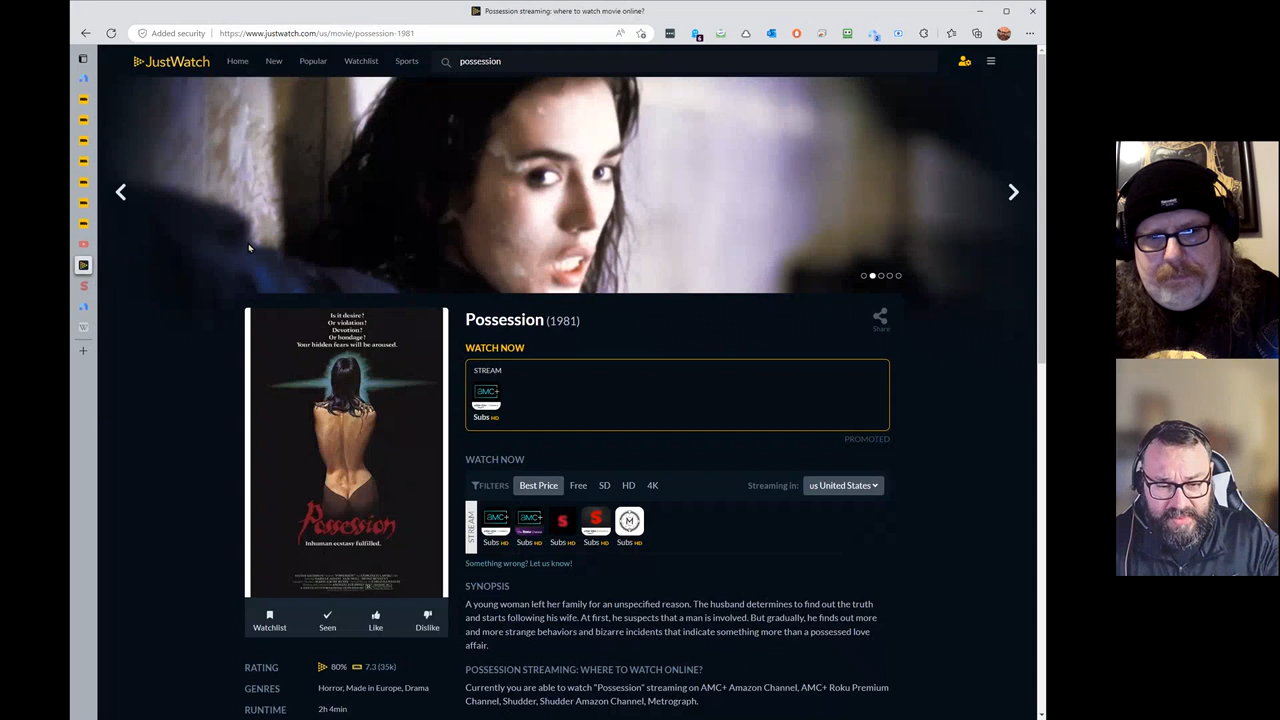 Possession streaming: where to watch movie online?
Added security
https://www.justwatch.com/us/movie/possession-1981
6
2
JustWatch
Home
New
Popular
Watchlist
Sports
possession
Is it desire?
Or violation?
Devotion?
Or bondage?
Your hidden fears will be aroused.
Possession
Inhuman ecstasy fulfilled.
Watchlist
Seen
Like
Dislike
RATING
80%
7.3 (35k)
GENRES
Horror, Made in Europe, Drama
RUNTIME
2h 4min
Possession (1981)
Share
WATCH NOW
STREAM
AMC+
Subs HD
PROMOTED
WATCH NOW
FILTERS
Best Price
Free
SD
HD
4K
Streaming in:
us United States
STREAM
AMC+
AMC+
S
S
M
Subs HD
Subs HD
Subs HD
Subs HD
Subs HD
Something wrong? Let us know!
SYNOPSIS
A young woman left her family for an unspecified reason. The husband determines to find out the truth
and starts following his wife. At first, he suspects that a man is involved. But gradually, he finds out more
and more strange behaviors and bizarre incidents that indicate something more than a possessed love
affair.
POSSESSION STREAMING: WHERE TO WATCH ONLINE?
Currently you are able to watch "Possession" streaming on AMC+ Amazon Channel, AMC+ Roku Premium
Channel, Shudder, Shudder Amazon Channel, Metrograph.